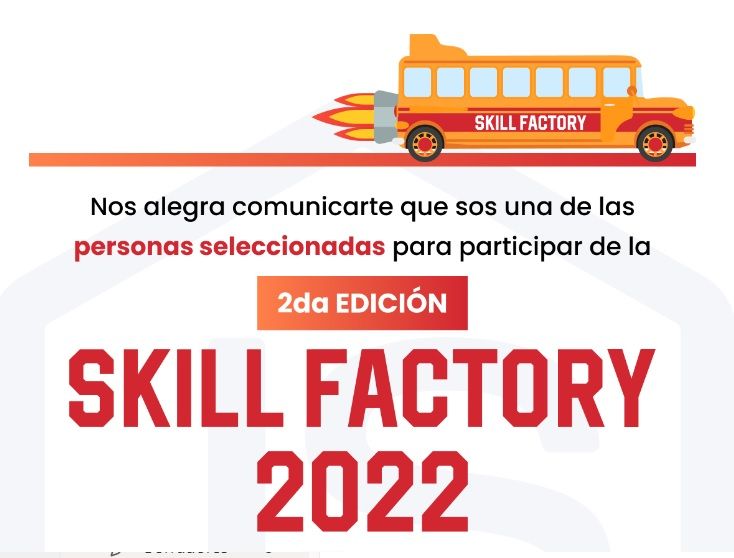 SKILL FACTORY
Nos alegra comunicarte que sos una de las
personas seleccionadas para participar de la
2da EDICIÓN
SKILL FACTORY
2022